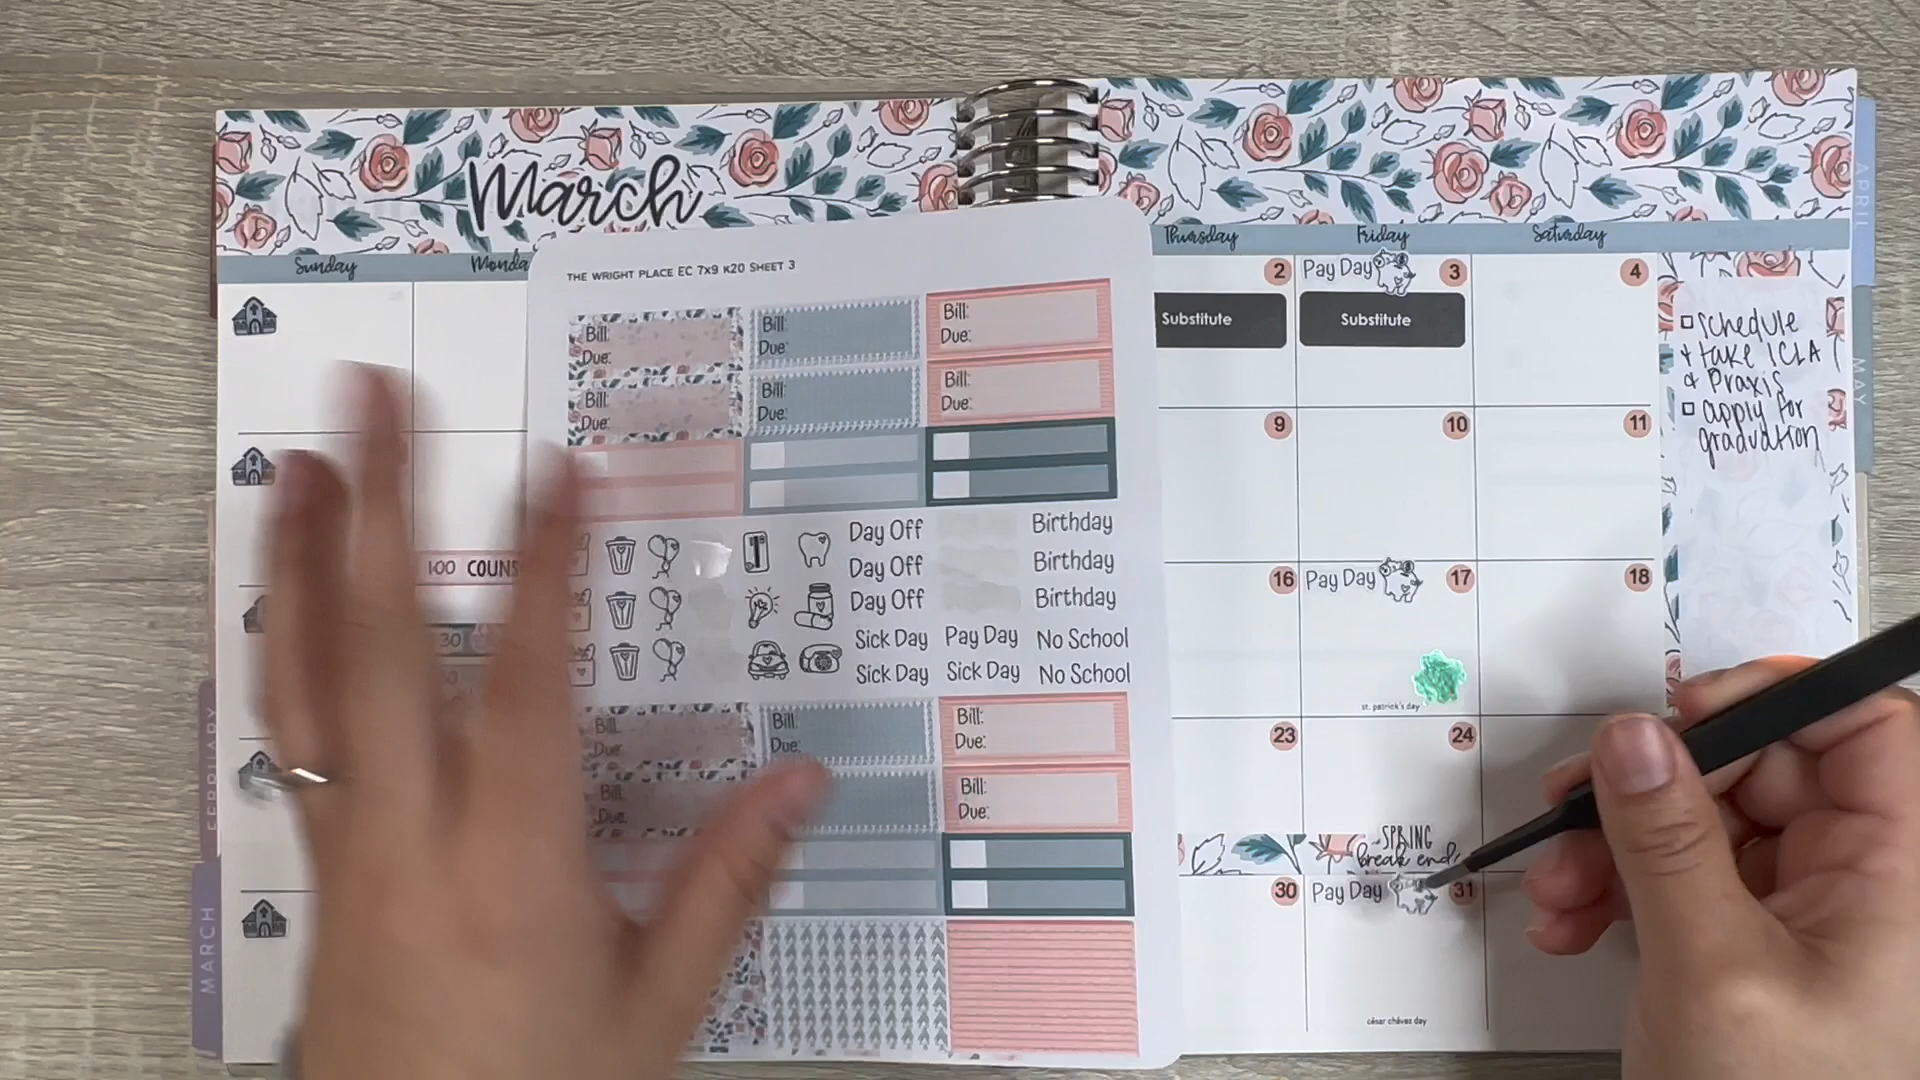 March
Sunday
Monda
Thursday
Friday
Saturday
THE WRIGHT PLACE EC 7x9 K20 SHEET 3
Bill:
Due:
Bill:
Due:
Bill:
Due:
Bill:
Due:
Bill:
Due:
Bill:
Due:
Day Off
Birthday
Day Off
Birthday
Day Off
Birthday
Sick Day
Pay Day
No School
Sick Day
Sick Day
No School
Bill:
Due:
Bill:
Due:
Bill:
Due:
Bill:
Due:
Bill:
Due:
100 COUNS
30
2
Pay Day
3
4
Substitute
Substitute
9
10
11
16
Pay Day
17
18
st. patrick's day
23
24
SPRING
break ends
30
Pay Day
31
césar chávez day
schedule
+ take ICLA
& Praxis
apply for
graduation
APRIL
MAY
FEBRUARY
MARCH